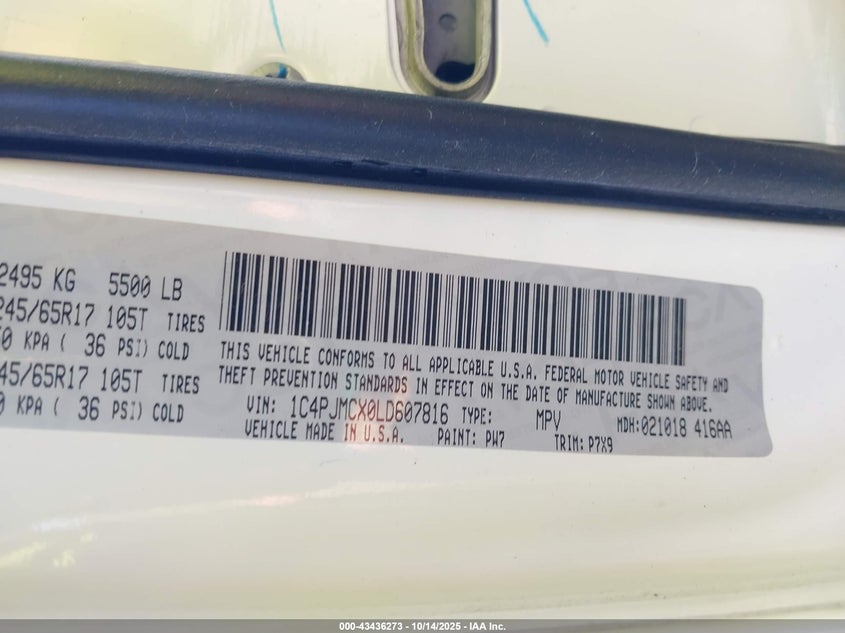 2495 KG 5500 LB
245/65R17 105T TIRES
0 KPA ( 36 PSI) COLD
45/65R17 105T TIRES
0 KPA ( 36 PSI) COLD
THIS VEHICLE CONFORMS TO ALL APPLICABLE U.S.A. FEDERAL MOTOR VEHICLE SAFETY AND
THEFT PREVENTION STANDARDS IN EFFECT ON THE DATE OF MANUFACTURE SHOWN ABOVE.
VIN: 1C4PJMCX0LD607816 TYPE: MPV MDH:021018 416AA
VEHICLE MADE IN U.S.A. PAINT: PW7 TRIM: P7X9
000-43436273 - 10/14/2025 - IAA Inc.